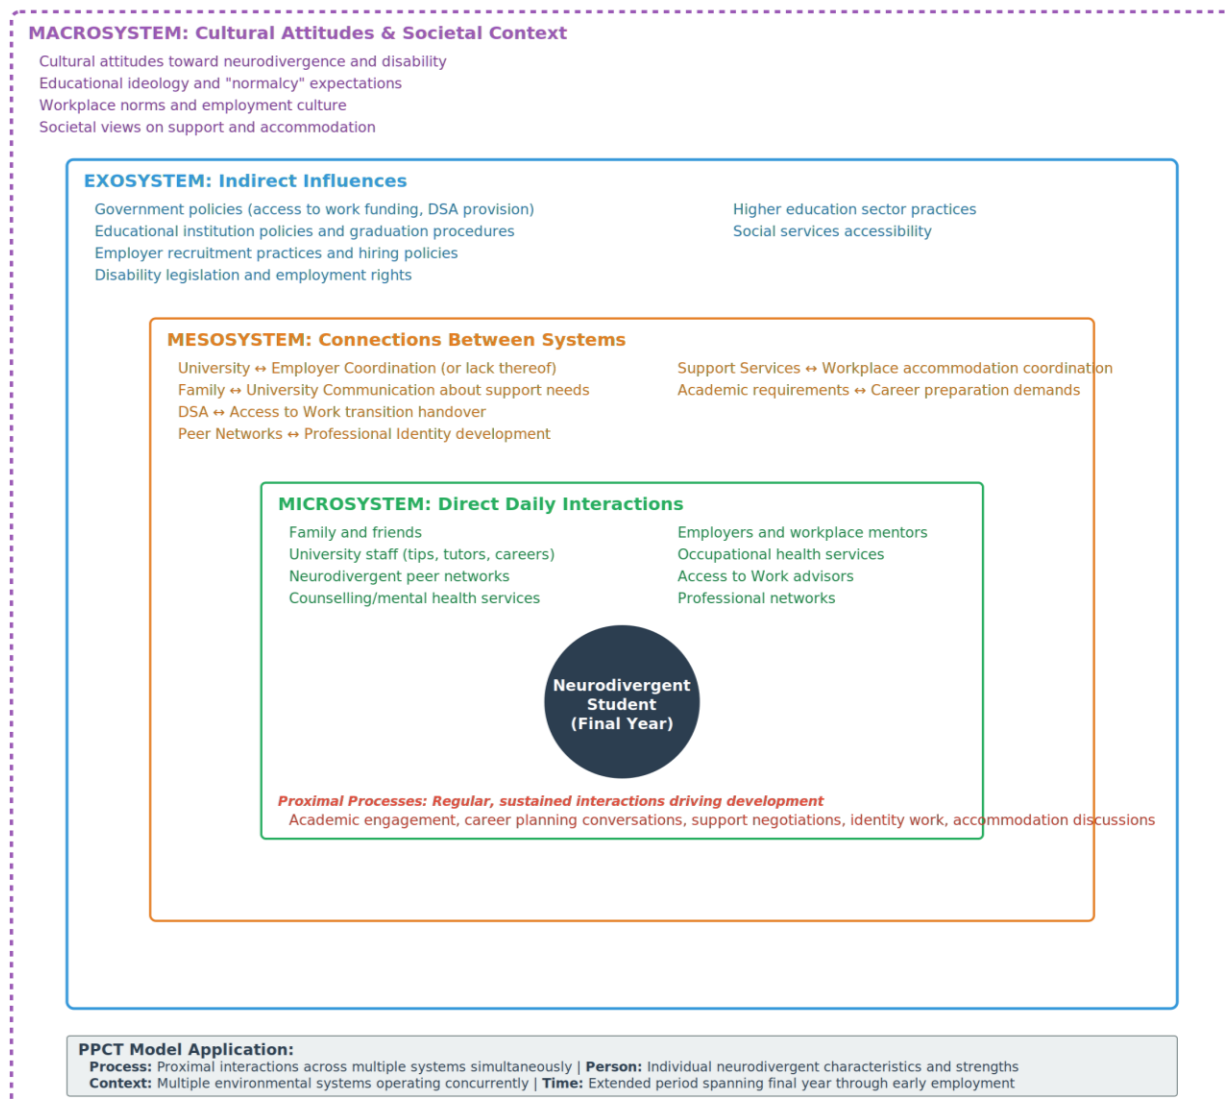 MACROSYSTEM: Cultural Attitudes & Societal Context
Cultural attitudes toward neurodivergence and disability
Educational ideology and "normalcy" expectations
Workplace norms and employment culture
Societal views on support and accommodation
EXOSYSTEM: Indirect Influences
Government policies (access to work funding, DSA provision)
Educational institution policies and graduation procedures
Employer recruitment practices and hiring policies
Disability legislation and employment rights
Higher education sector practices
Social services accessibility
MESOSYSTEM: Connections Between Systems
University ↔ Employer Coordination (or lack thereof)
Family ↔ University Communication about support needs
DSA ↔ Access to Work transition handover
Peer Networks ↔ Professional Identity development
Support Services ↔ Workplace accommodation coordination
Academic requirements ↔ Career preparation demands
MICROSYSTEM: Direct Daily Interactions
Family and friends
University staff (tips, tutors, careers)
Neurodivergent peer networks
Counselling/mental health services
Employers and workplace mentors
Occupational health services
Access to Work advisors
Professional networks
Neurodivergent
Student
(Final Year)
Proximal Processes: Regular, sustained interactions driving development
Academic engagement, career planning conversations, support negotiations, identity work, accommodation discussions
PPCT Model Application:
Process: Proximal interactions across multiple systems simultaneously | Person: Individual neurodivergent characteristics and strengths
Context: Multiple environmental systems operating concurrently | Time: Extended period spanning final year through early employment